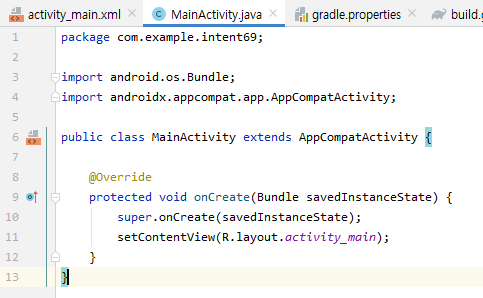 activity_main.xml MainActivity.java gradle.properties build.g
1 package com.example.intent69;
2
3 import android.os.Bundle;
4 import androidx.appcompat.app.AppCompatActivity;
5
6 public class MainActivity extends AppCompatActivity {
7
8 @Override
9 protected void onCreate(Bundle savedInstanceState) {
10 super.onCreate(savedInstanceState);
11 setContentView(R.layout.activity_main);
12 }
13 }